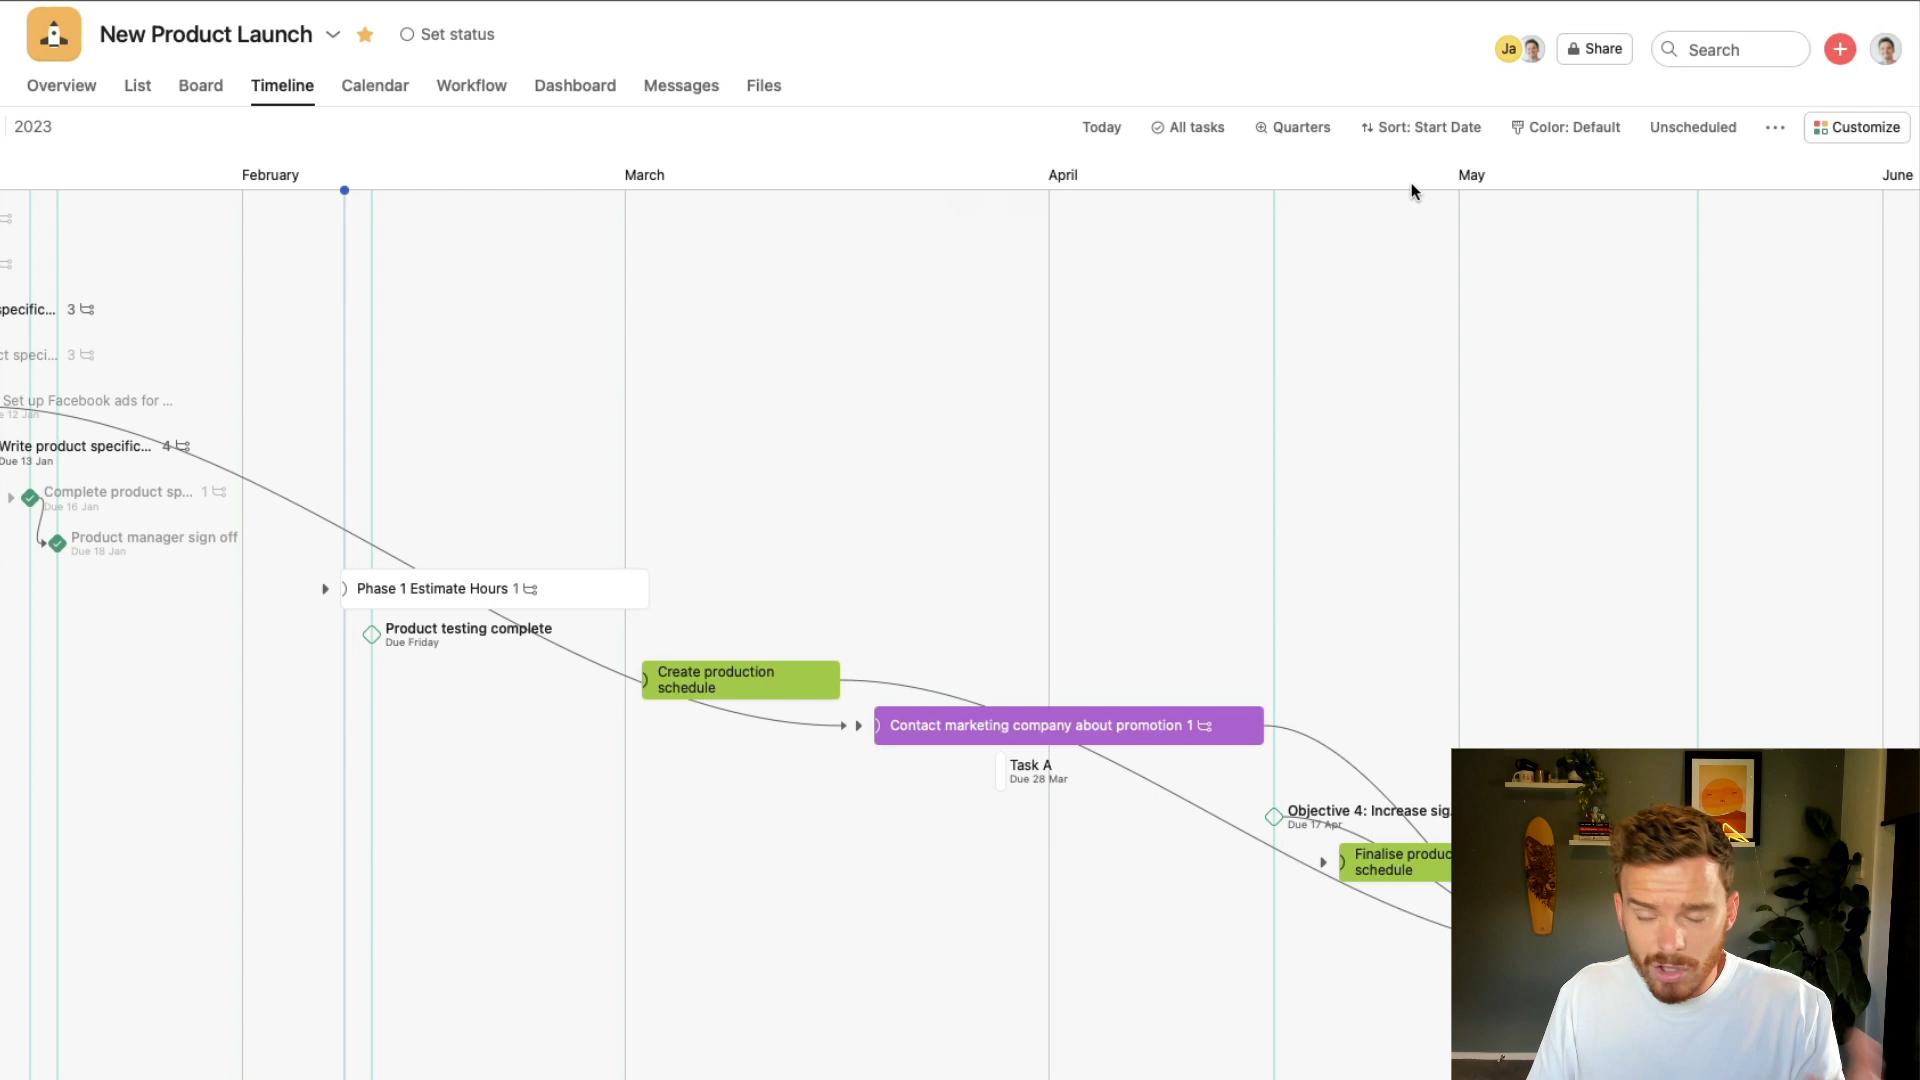 New Product Launch
Set status
Ja
Share
Search
Overview
List
Board
Timeline
Calendar
Workflow
Dashboard
Messages
Files
2023
Today
All tasks
Quarters
Sort: Start Date
Color: Default
Unscheduled
Customize
February
March
April
May
June
specific... 3
ct speci... 3
Set up Facebook ads for ...
e 12 Jan
Write product specific... 4
Due 13 Jan
Complete product sp... 1
Due 16 Jan
Product manager sign off
Due 18 Jan
Phase 1 Estimate Hours 1
Product testing complete
Due Friday
Create production
schedule
Contact marketing company about promotion 1
Task A
Due 28 Mar
Objective 4: Increase sig
Due 17 Apr
Finalise produc
schedule